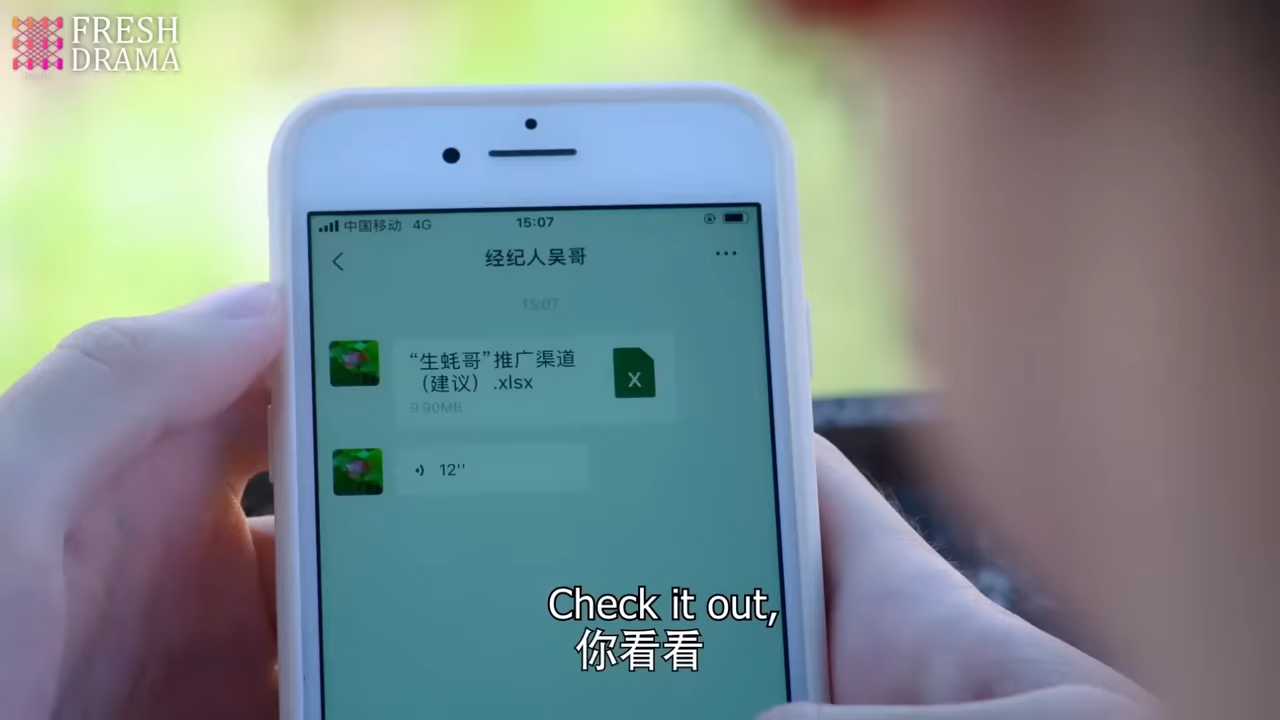 FRESH
DRAMA
中国移动 4G 15:07
经纪人吴哥
15:07
“生蚝哥”推广渠道
（建议）.xlsx
9.90MB
X
12''
Check it out,
你看看